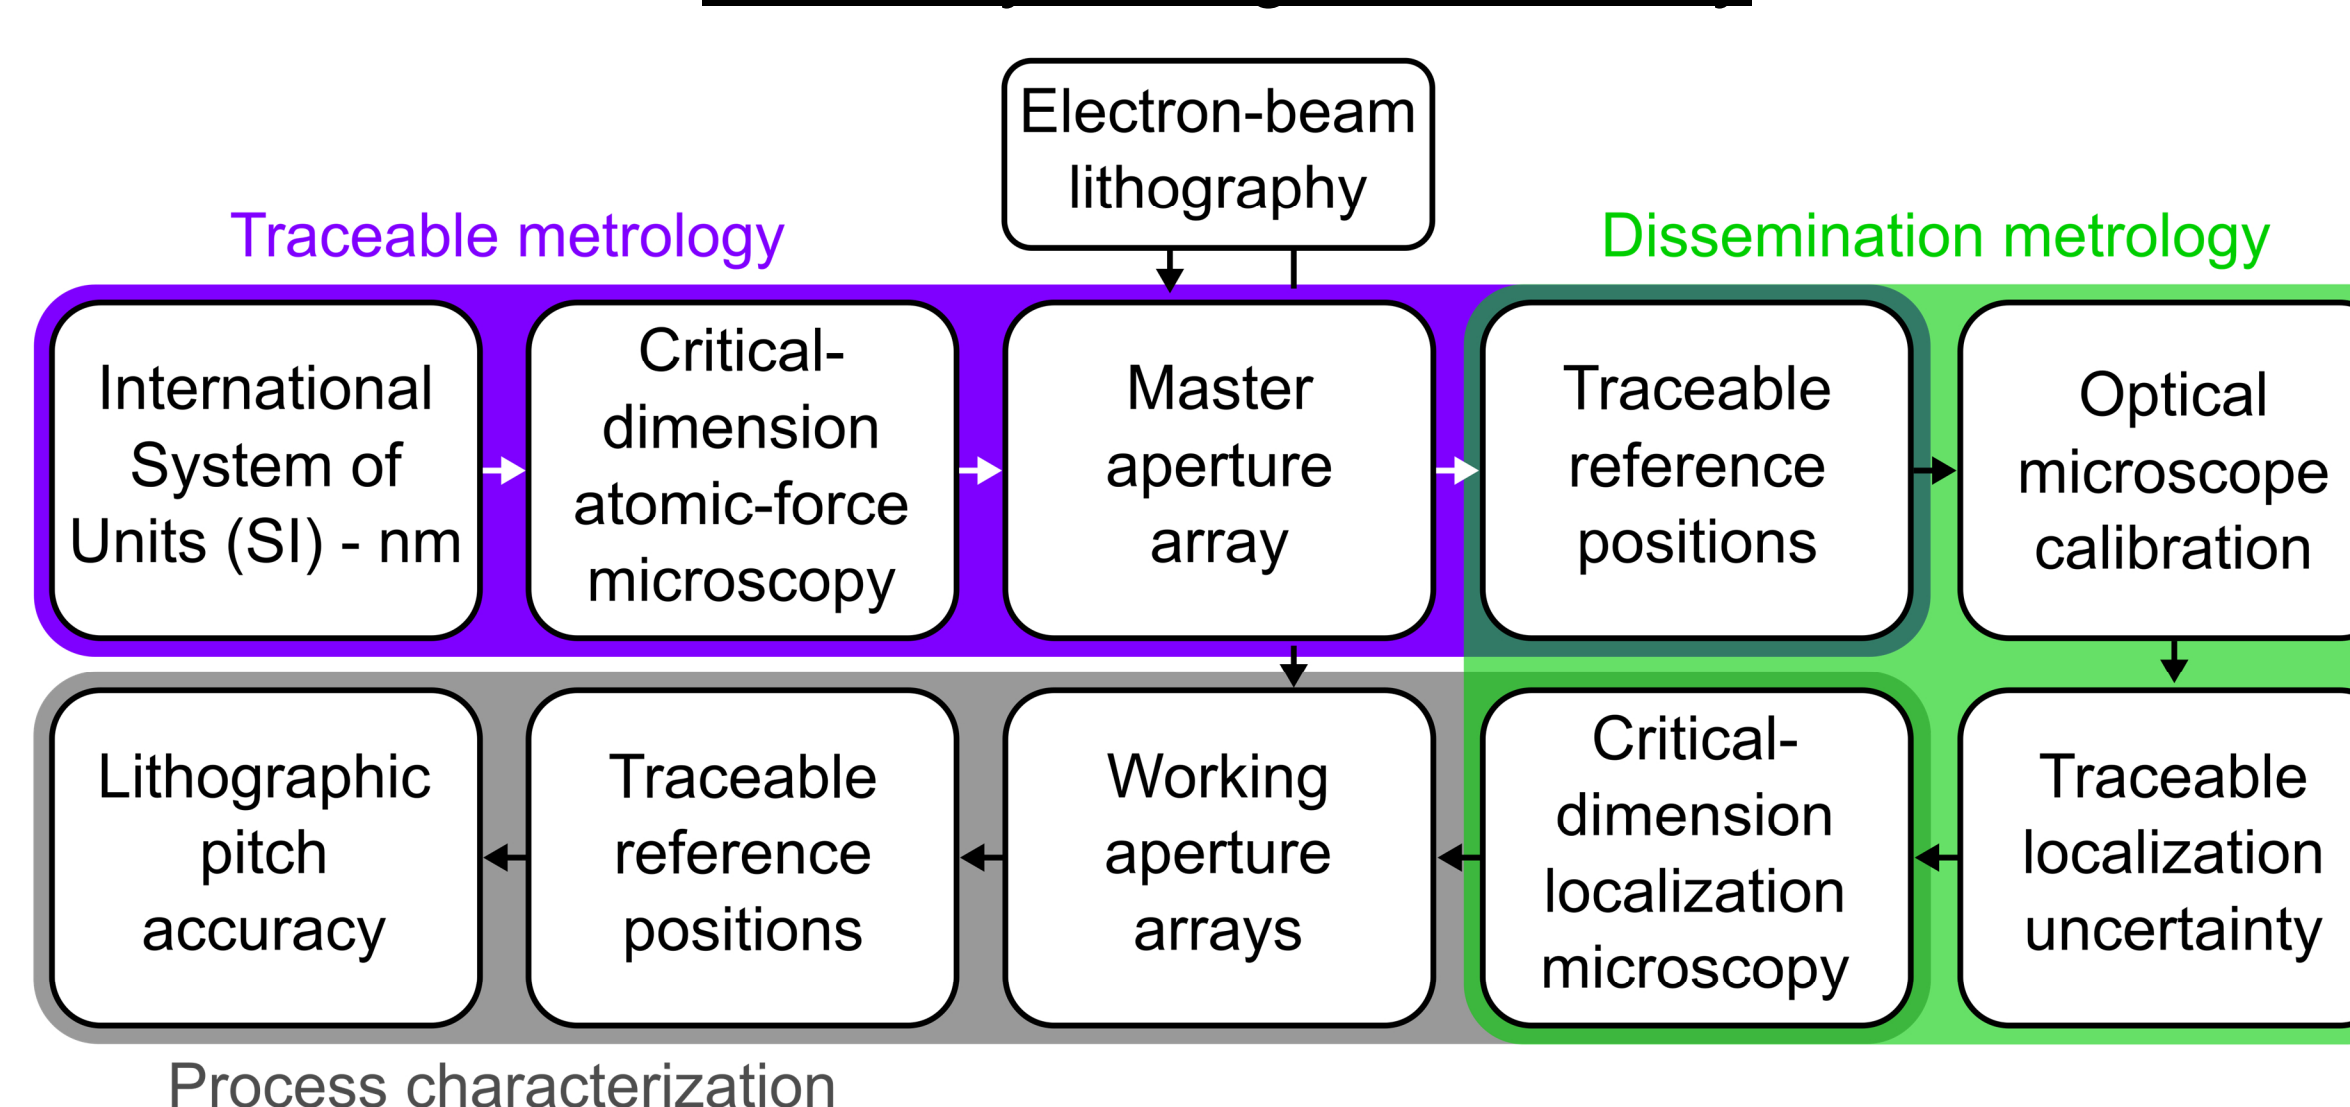 Electron-beam
lithography
Traceable metrology
Dissemination metrology
International
System of
Units (SI) - nm
Critical-
dimension
atomic-force
microscopy
Master
aperture
array
Traceable
reference
positions
Optical
microscope
calibration
Lithographic
pitch
accuracy
Traceable
reference
positions
Working
aperture
arrays
Critical-
dimension
localization
microscopy
Traceable
localization
uncertainty
Process characterization